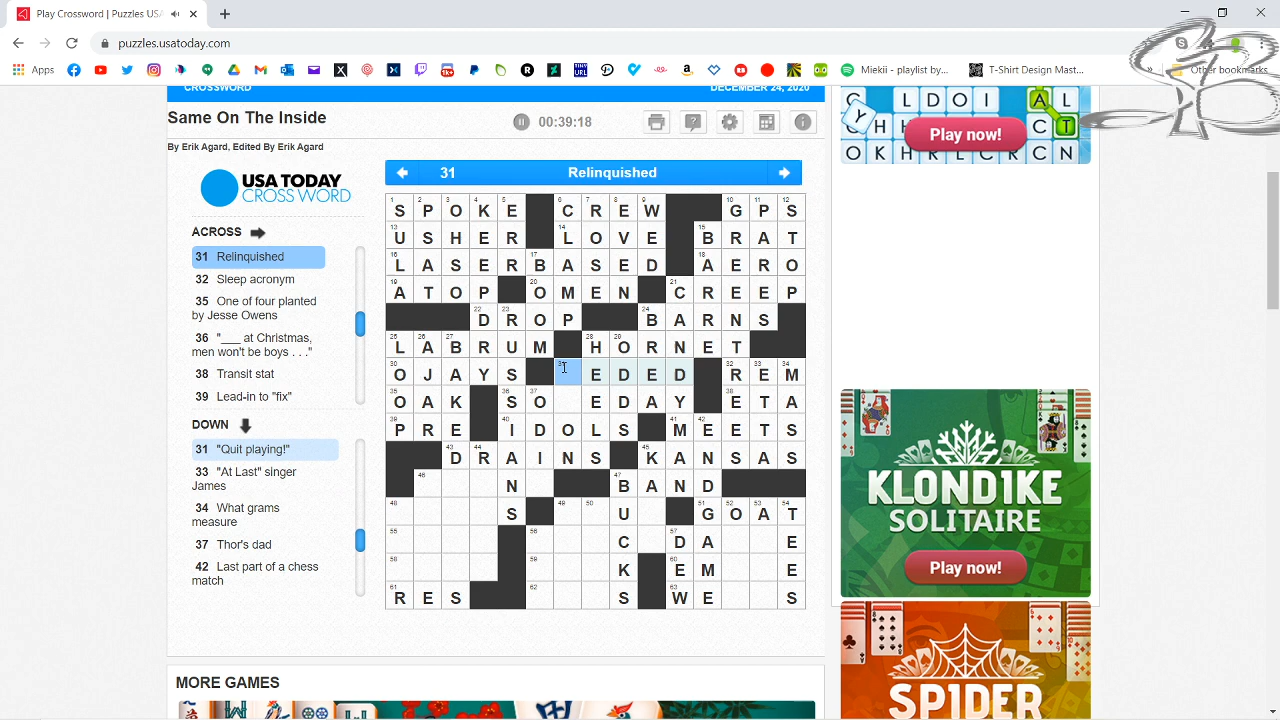 Play Crossword | Puzzles USA
puzzles.usatoday.com
Apps
Miekii - playlist by...
T-Shirt Design Mast...
Other bookmarks
CROSSWORD
DECEMBER 24, 2020
Same On The Inside
00:39:18
By Erik Agard, Edited By Erik Agard
USA TODAY
CROSSWORD
31 Relinquished
ACROSS
31 Relinquished
32 Sleep acronym
35 One of four planted
by Jesse Owens
36 "___ at Christmas,
men won't be boys . . ."
38 Transit stat
39 Lead-in to "fix"
DOWN
31 "Quit playing!"
33 "At Last" singer
James
34 What grams
measure
37 Thor's dad
42 Last part of a chess
match
S P O K E C R E W G P S
U S H E R L O V E B R A T
L A S E R B A S E D A E R O
A T O P O M E N C R E E P
D R O P B A R N S
L A B R U M H O R N E T
O J A Y S E D E D R E M
O A K S O E D A Y E T A
P R E I D O L S M E E T S
D R A I N S K A N S A S
N B A N D
S U G O A T
C D A E
K E M E
R E S S W E S
L D O I A L
Y H C T
O K H R L C R C N
Play now!
KLONDIKE
SOLITAIRE
Play now!
SPIDER
MORE GAMES